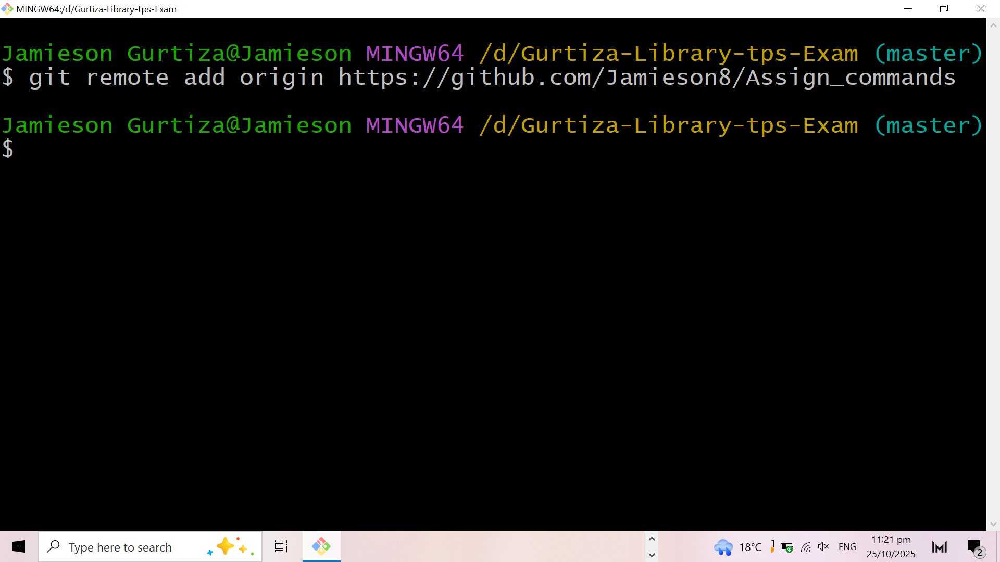 MINGW64:/d/Gurtiza-Library-tps-Exam
Jamieson Gurtiza@Jamieson MINGW64 /d/Gurtiza-Library-tps-Exam (master)
$ git remote add origin https://github.com/Jamieson8/Assign_commands
Jamieson Gurtiza@Jamieson MINGW64 /d/Gurtiza-Library-tps-Exam (master)
$
Type here to search
18°C
ENG
11:21 pm
25/10/2025
2